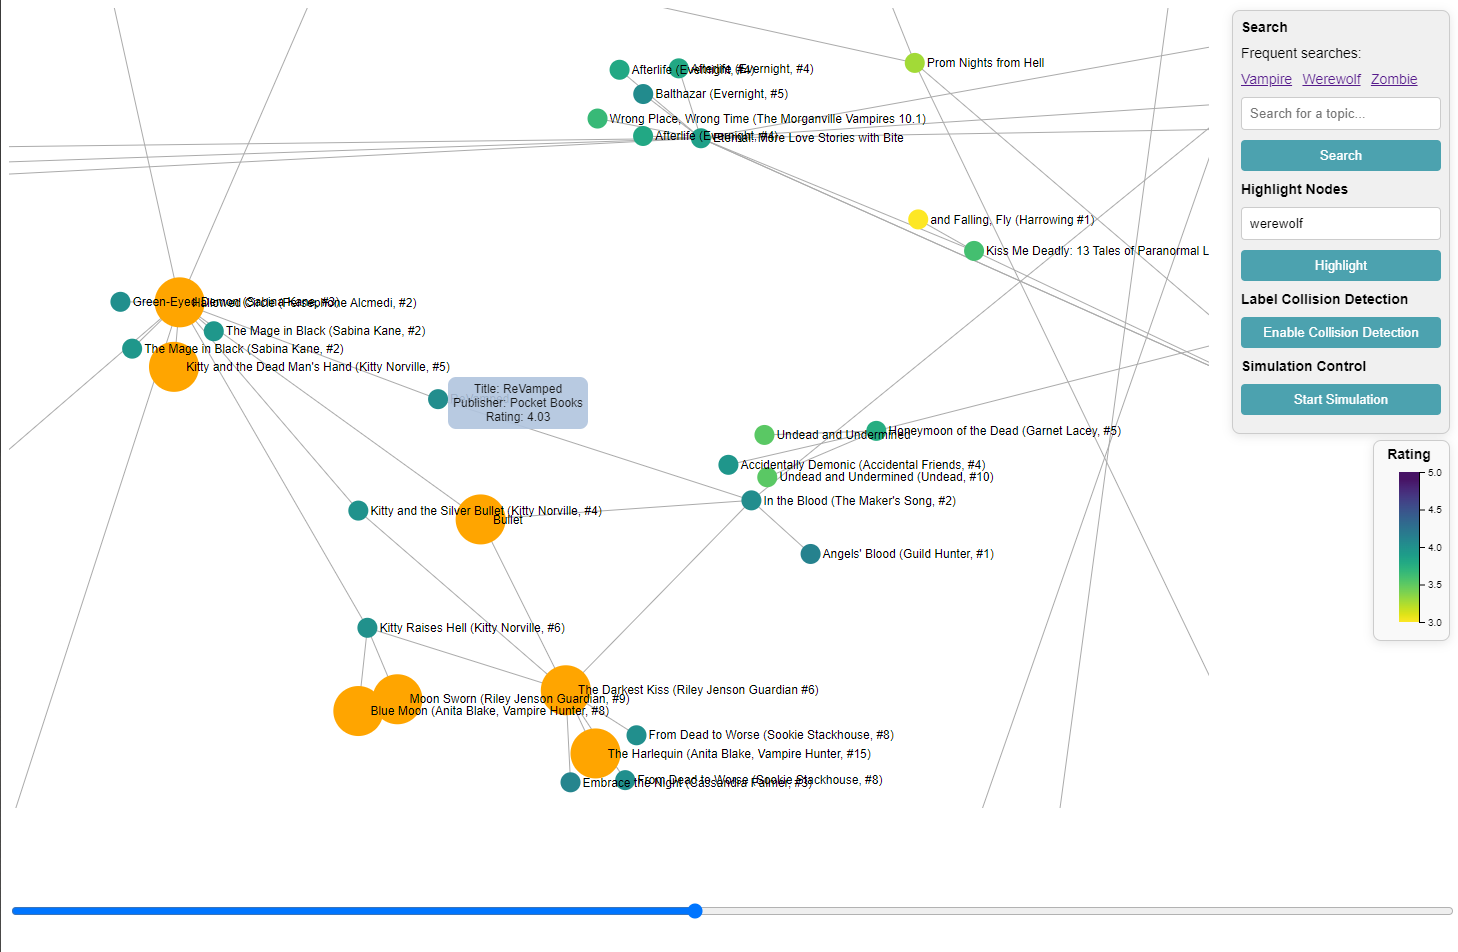 Prom Nights from Hell
Afterlife (Evernight, #4)
Afterlife (Evernight, #4)
Balthazar (Evernight, #5)
Wrong Place, Wrong Time (The Morganville Vampires 10.1)
Afterlife (Evernight, #4)
Eternal: More Love Stories with Bite
and Falling, Fly (Harrowing #1)
Kiss Me Deadly: 13 Tales of Paranormal L
Green-Eyed Demon (Sabina Kane, #3)
Hallowed Circle (Persephone Alcmedi, #2)
The Mage in Black (Sabina Kane, #2)
The Mage in Black (Sabina Kane, #2)
Kitty and the Dead Man's Hand (Kitty Norville, #5)
Title: ReVamped
Publisher: Pocket Books
Rating: 4.03
Undead and Undermined
Honeymoon of the Dead (Garnet Lacey, #5)
Accidentally Demonic (Accidental Friends, #4)
Undead and Undermined (Undead, #10)
In the Blood (The Maker's Song, #2)
Kitty and the Silver Bullet (Kitty Norville, #4)
Bullet
Angels' Blood (Guild Hunter, #1)
Kitty Raises Hell (Kitty Norville, #6)
The Darkest Kiss (Riley Jenson Guardian #6)
Moon Sworn (Riley Jenson Guardian, #9)
Blue Moon (Anita Blake, Vampire Hunter, #8)
From Dead to Worse (Sookie Stackhouse, #8)
The Harlequin (Anita Blake, Vampire Hunter, #15)
From Dead to Worse (Sookie Stackhouse, #8)
Embrace the Night (Cassandra Palmer, #3)
Search
Frequent searches:
Vampire Werewolf Zombie
Search for a topic...
Search
Highlight Nodes
werewolf
Highlight
Label Collision Detection
Enable Collision Detection
Simulation Control
Start Simulation
Rating
5.0
4.5
4.0
3.5
3.0